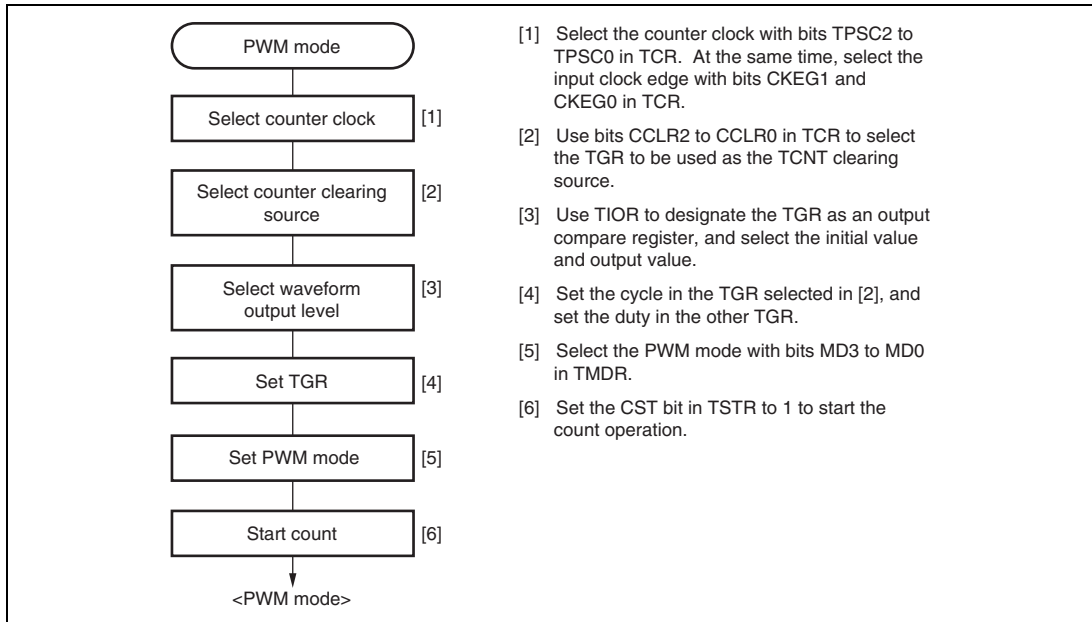 PWM mode
Select counter clock
[1]
Select counter clearing
source
[2]
Select waveform
output level
[3]
Set TGR
[4]
Set PWM mode
[5]
Start count
[6]
<PWM mode>
[1] Select the counter clock with bits TPSC2 to
TPSC0 in TCR. At the same time, select the
input clock edge with bits CKEG1 and
CKEG0 in TCR.
[2] Use bits CCLR2 to CCLR0 in TCR to select
the TGR to be used as the TCNT clearing
source.
[3] Use TIOR to designate the TGR as an output
compare register, and select the initial value
and output value.
[4] Set the cycle in the TGR selected in [2], and
set the duty in the other TGR.
[5] Select the PWM mode with bits MD3 to MD0
in TMDR.
[6] Set the CST bit in TSTR to 1 to start the
count operation.